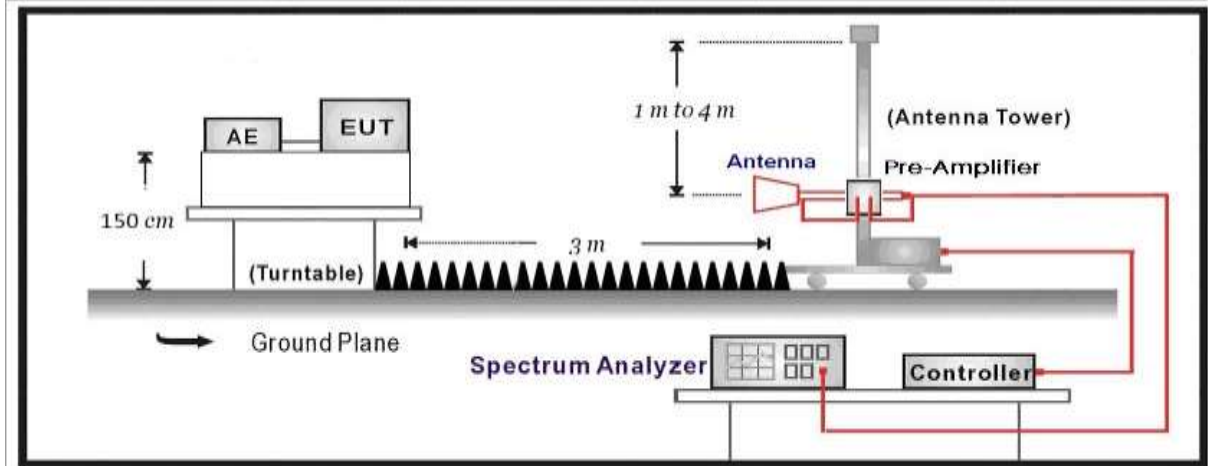 1 m to 4 m
(Antenna Tower)
AE
EUT
Antenna
Pre-Amplifier
150 cm
3 m
(Turntable)
Ground Plane
Spectrum Analyzer
Controller